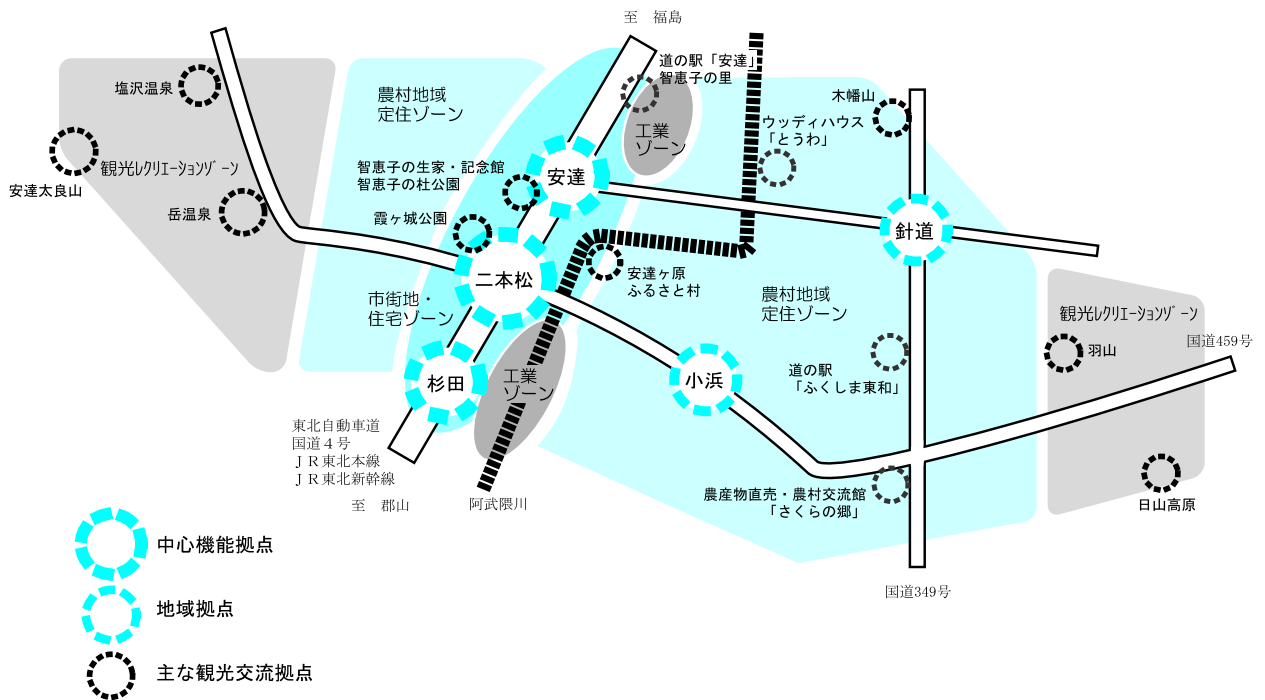 至　福島
道の駅「安達」
智恵子の里
塩沢温泉
農村地域
定住ゾーン
木幡山
工業
ゾーン
ウッディハウス
「とうわ」
安達太良山
観光ﾚｸﾘｴｰｼｮﾝｿﾞｰﾝ
智恵子の生家・記念館
智恵子の杜公園
安達
岳温泉
霞ヶ城公園
針道
二本松
安達ヶ原
ふるさと村
市街地・
住宅ゾーン
農村地域
定住ゾーン
観光ﾚｸﾘｴｰｼｮﾝｿﾞｰﾝ
国道459号
羽山
杉田
工業
ゾーン
小浜
道の駅
「ふくしま東和」
東北自動車道
国道４号
ＪＲ東北本線
ＪＲ東北新幹線
至　郡山
阿武隈川
農産物直売・農村交流館
「さくらの郷」
日山高原
国道349号
中心機能拠点
地域拠点
主な観光交流拠点